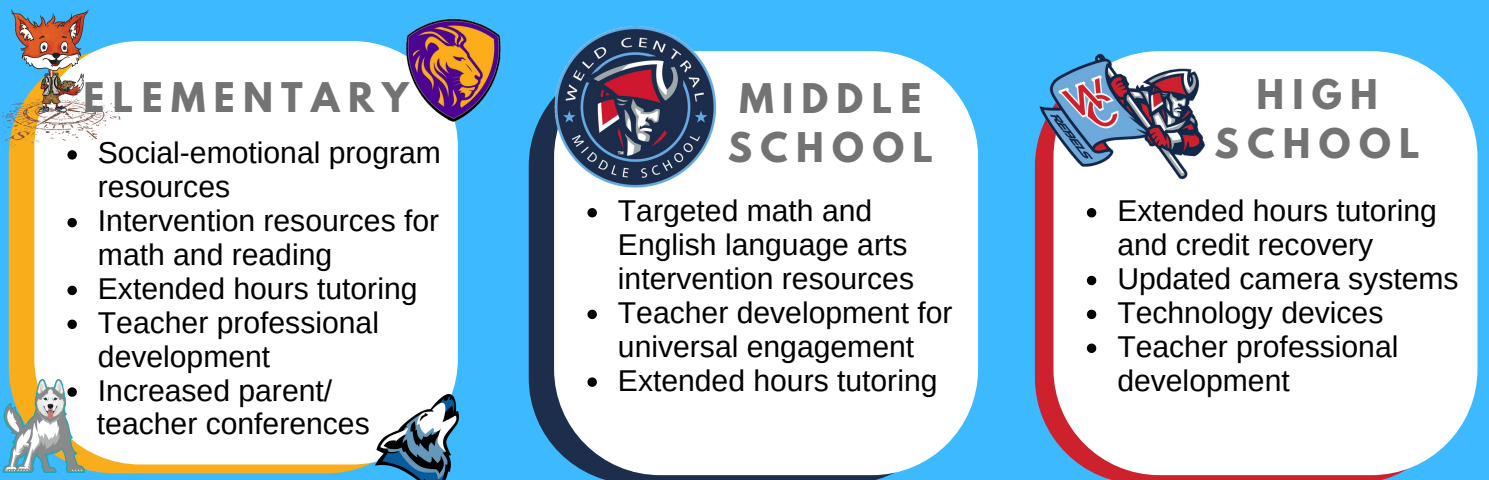 ELEMENTARY
• Social-emotional program
resources
• Intervention resources for
math and reading
• Extended hours tutoring
• Teacher professional
development
• Increased parent/
teacher conferences
WELD CENTRAL
MIDDLE SCHOOL
MIDDLE
SCHOOL
• Targeted math and
English language arts
intervention resources
• Teacher development for
universal engagement
• Extended hours tutoring
WC
REBELS
HIGH
SCHOOL
• Extended hours tutoring
and credit recovery
• Updated camera systems
• Technology devices
• Teacher professional
development